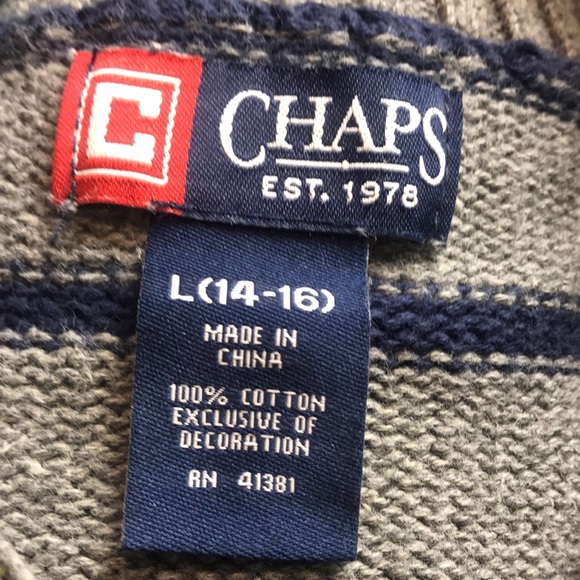 C
CHAPS
EST. 1978
L(14-16)
MADE IN
CHINA
100% COTTON
EXCLUSIVE OF
DECORATION
RN 41381